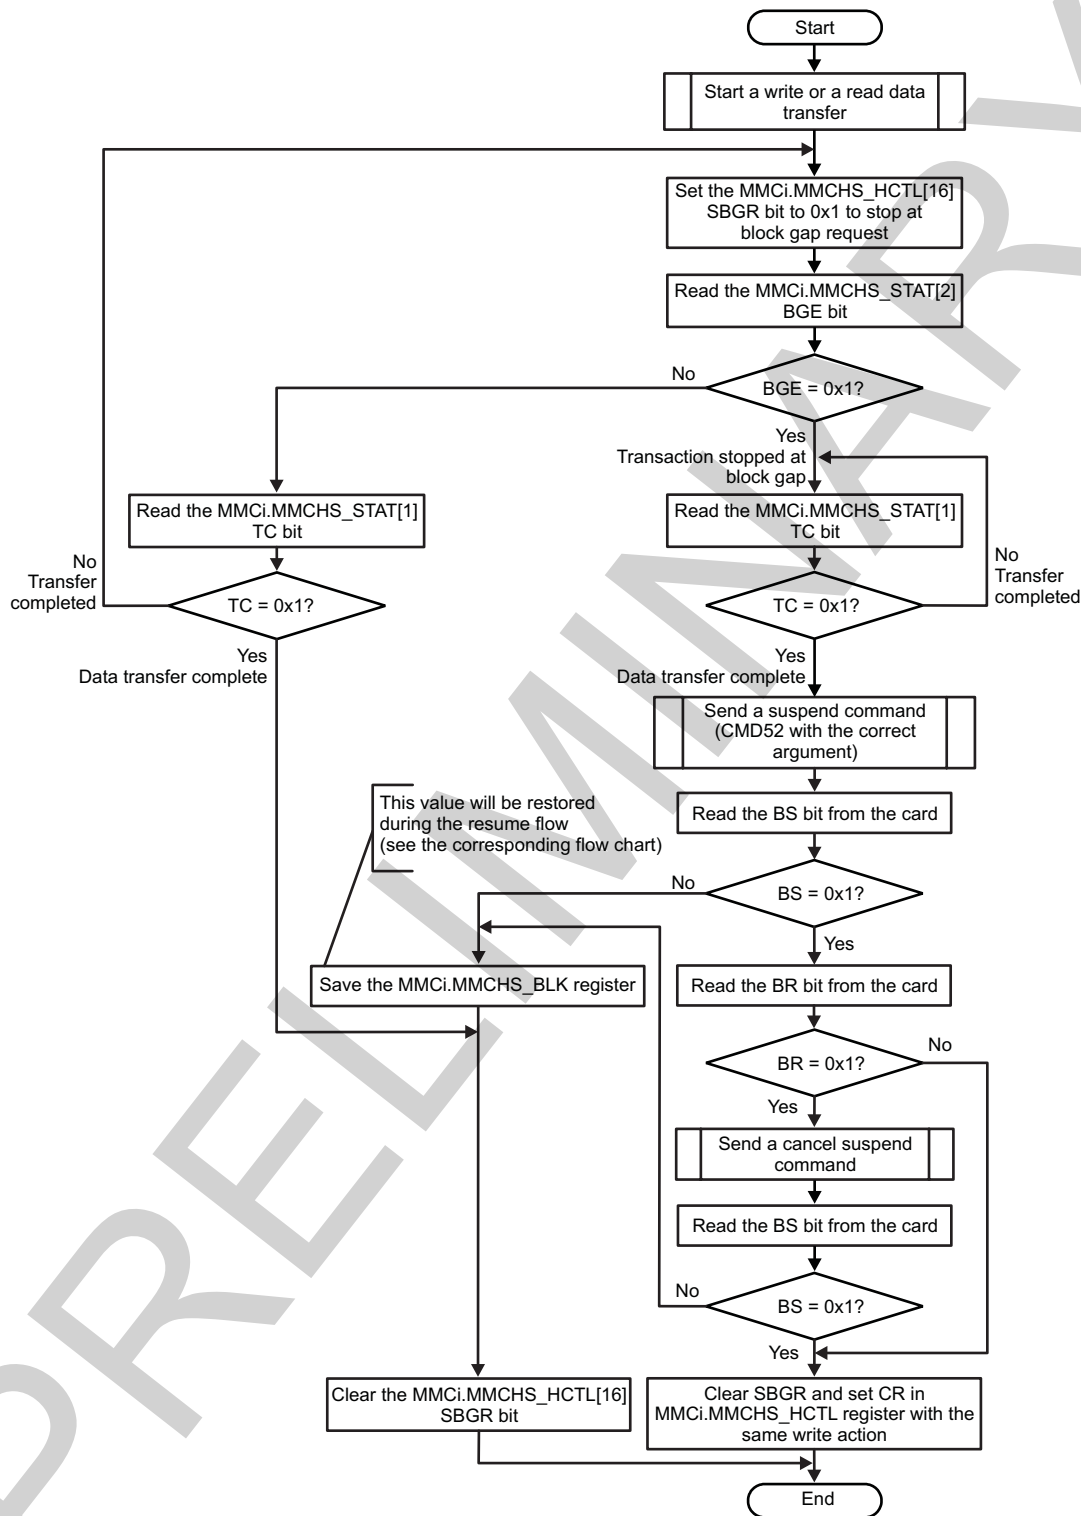 Start
Start a write or a read data
transfer
Set the MMCi.MMCHS_HCTL[16]
SBGR bit to 0x1 to stop at
block gap request
Read the MMCi.MMCHS_STAT[2]
BGE bit
No
BGE = 0x1?
Yes
Transaction stopped at
block gap
Read the MMCi.MMCHS_STAT[1]
TC bit
Read the MMCi.MMCHS_STAT[1]
TC bit
No
Transfer
completed
TC = 0x1?
TC = 0x1?
No
Transfer
completed
Yes
Data transfer complete
Yes
Data transfer complete
Send a suspend command
(CMD52 with the correct
argument)
This value will be restored
during the resume flow
(see the corresponding flow chart)
Read the BS bit from the card
No
BS = 0x1?
Yes
Save the MMCi.MMCHS_BLK register
Read the BR bit from the card
BR = 0x1?
No
Yes
Send a cancel suspend
command
Read the BS bit from the card
No
BS = 0x1?
Yes
Clear the MMCi.MMCHS_HCTL[16]
SBGR bit
Clear SBGR and set CR in
MMCi.MMCHS_HCTL register with the
same write action
End
PRELIMINARY